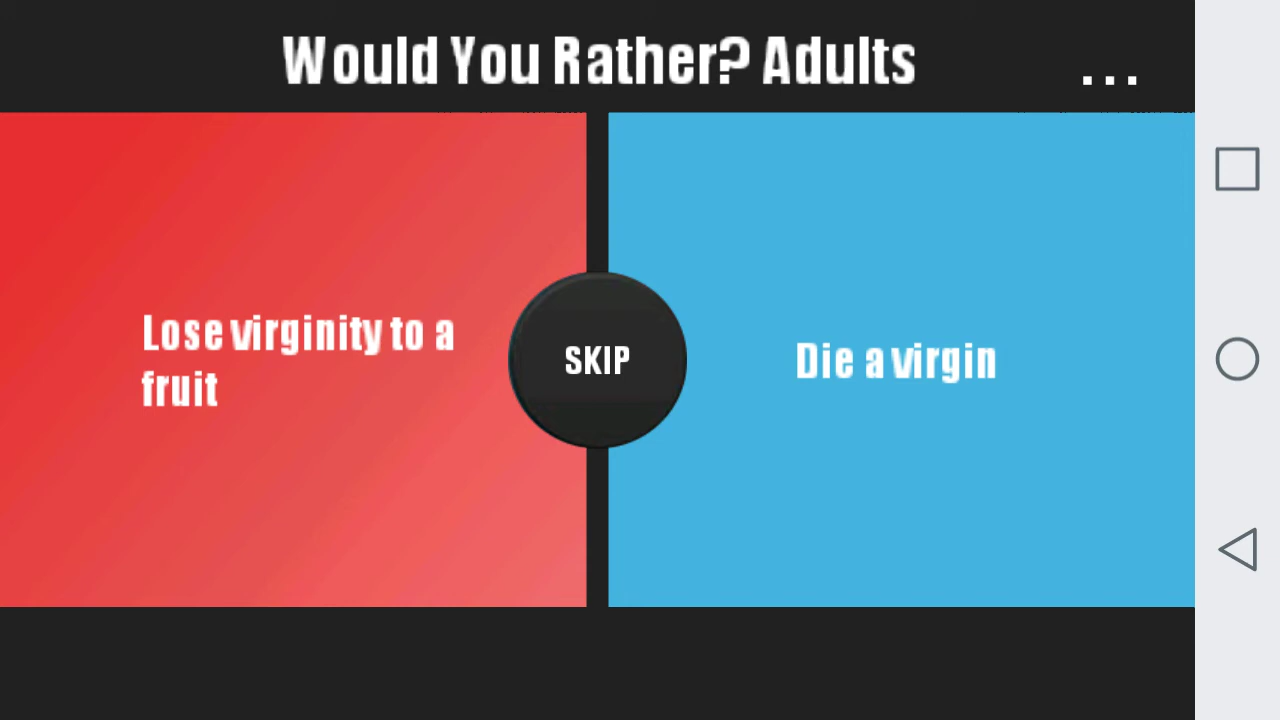 Would You Rather? Adults
...
Lose virginity to a
fruit
SKIP
Die a virgin